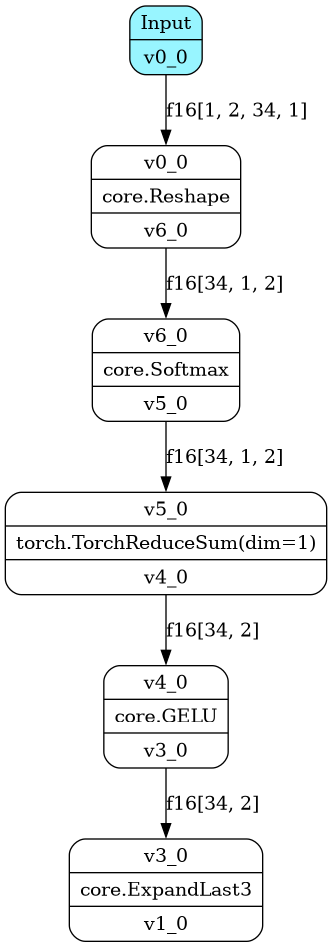 Input
v0_0
f16[1, 2, 34, 1]
v0_0
core.Reshape
v6_0
f16[34, 1, 2]
v6_0
core.Softmax
v5_0
f16[34, 1, 2]
v5_0
torch.TorchReduceSum(dim=1)
v4_0
f16[34, 2]
v4_0
core.GELU
v3_0
f16[34, 2]
v3_0
core.ExpandLast3
v1_0